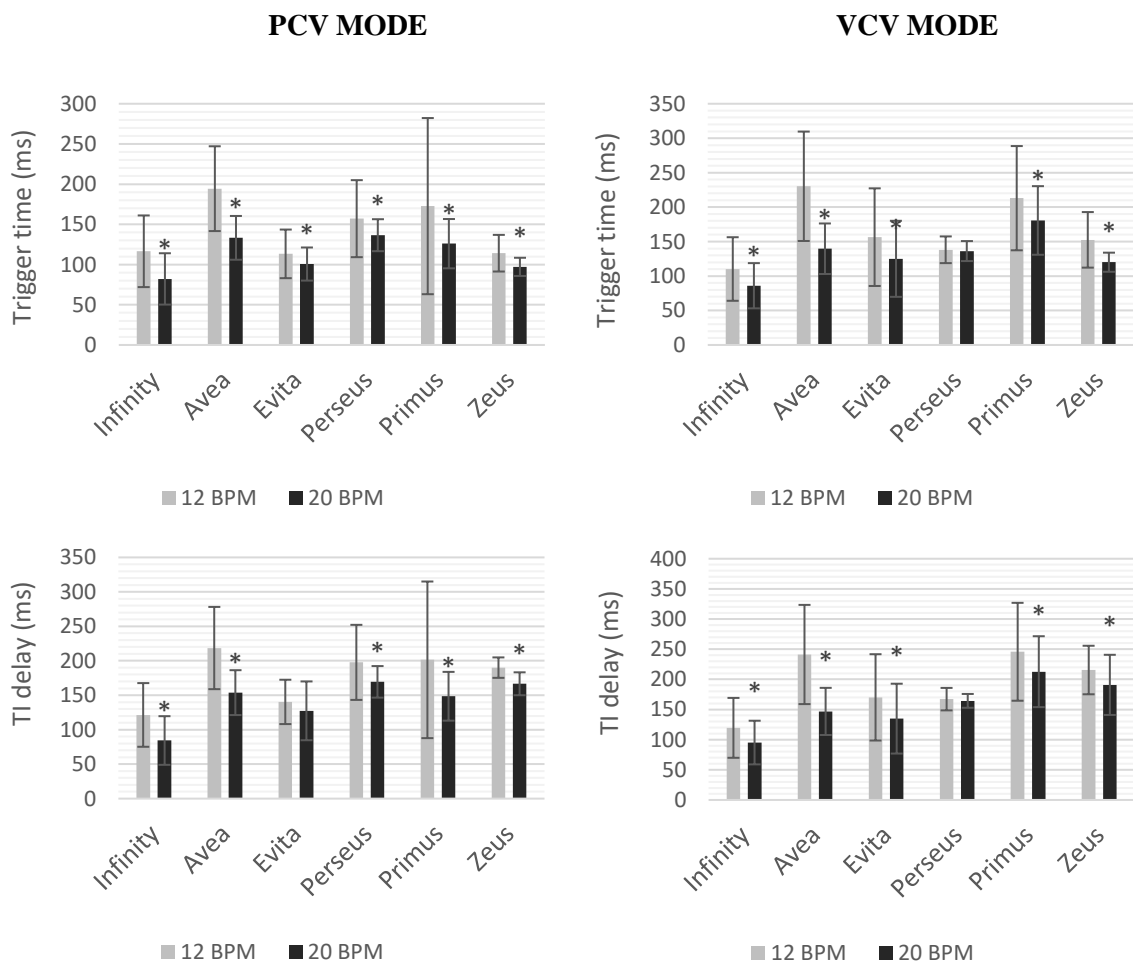 PCV MODE
VCV MODE
Trigger time (ms)
300
250
200
150
100
50
0
* * * * * *
Infinity Avea Evita Perseus Primus Zeus
12 BPM 20 BPM
Trigger time (ms)
350
300
250
200
150
100
50
0
* * * * *
Infinity Avea Evita Perseus Primus Zeus
12 BPM 20 BPM
TI delay (ms)
350
300
250
200
150
100
50
0
* * * * *
Infinity Avea Evita Perseus Primus Zeus
12 BPM 20 BPM
TI delay (ms)
400
350
300
250
200
150
100
50
0
* * * * *
Infinity Avea Evita Perseus Primus Zeus
12 BPM 20 BPM